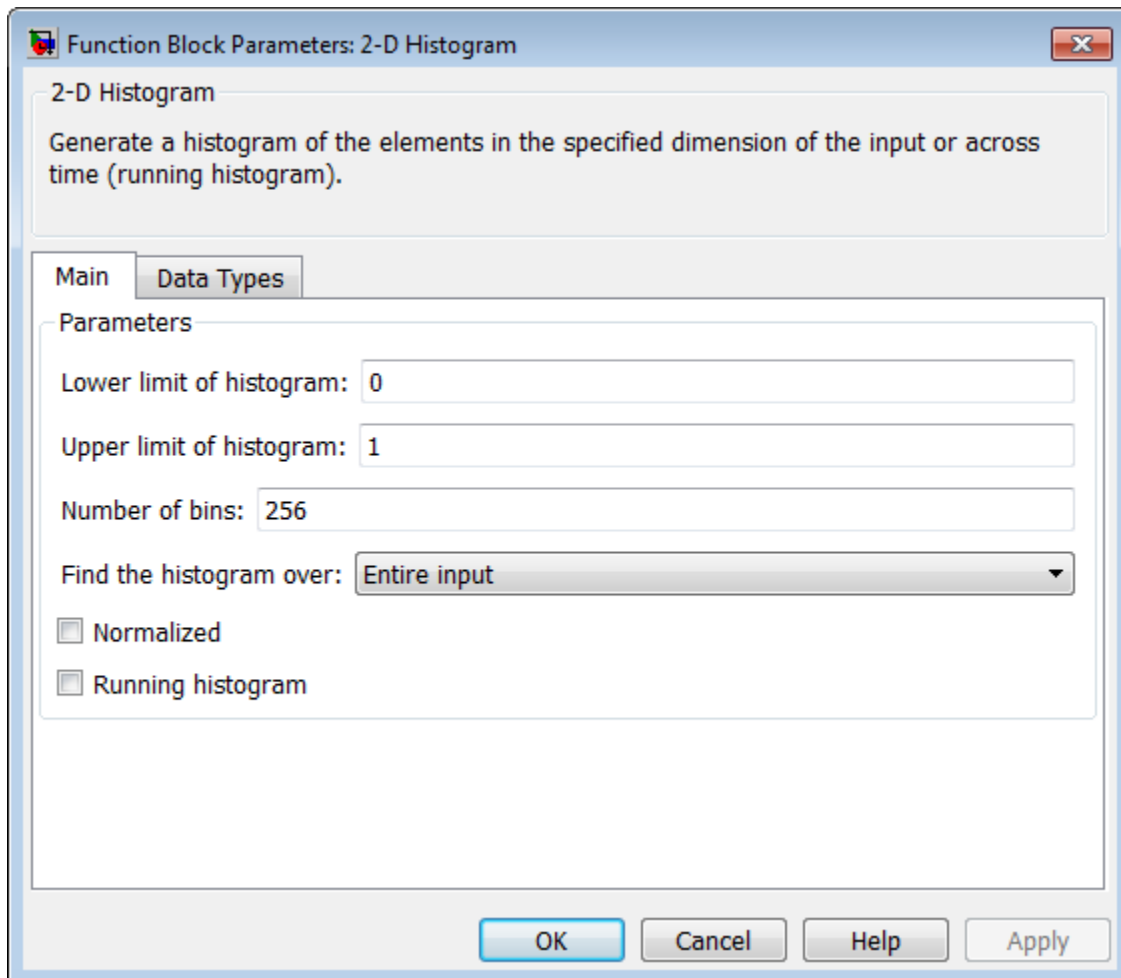 Function Block Parameters: 2-D Histogram
2-D Histogram
Generate a histogram of the elements in the specified dimension of the input or across
time (running histogram).
Main
Data Types
Parameters
Lower limit of histogram: 0
Upper limit of histogram: 1
Number of bins: 256
Find the histogram over: Entire input
Normalized
Running histogram
OK
Cancel
Help
Apply